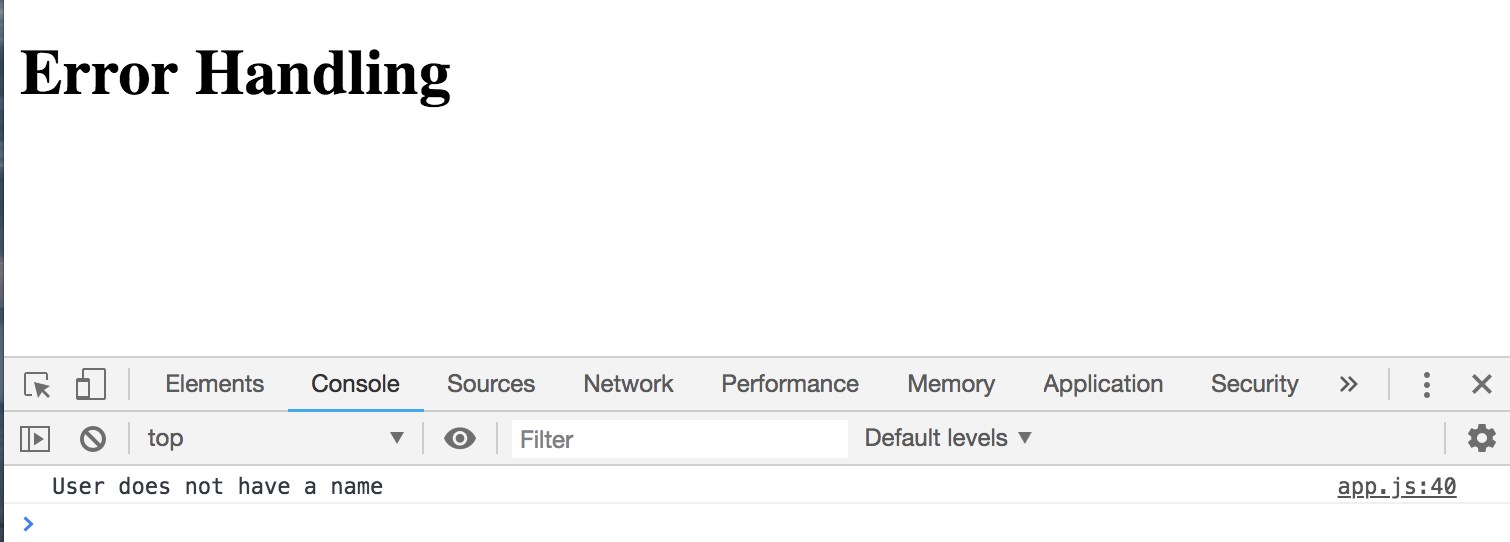 Error Handling
Elements Console Sources Network Performance Memory Application Security
top Filter Default levels
User does not have a name app.js:40